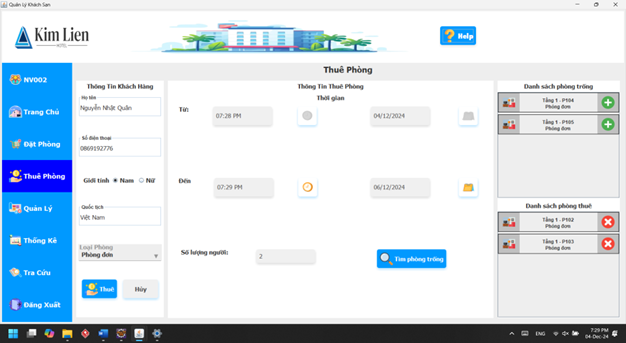 Quản Lý Khách Sạn
Kim Lien
HOTEL
Help
Thuê Phòng
NV002
Trang Chủ
Đặt Phòng
Thuê Phòng
Quản Lý
Thống Kê
Tra Cứu
Đăng Xuất
Thông Tin Khách Hàng
Họ tên
Nguyễn Nhật Quân
Số điện thoại
0869192776
Giới tính Nam Nữ
Quốc tịch
Việt Nam
Loại Phòng
Phòng đơn
Thuê Hủy
Thông Tin Thuê Phòng
Thời gian
Từ:
07:28 PM 04/12/2024
Đến
07:29 PM 06/12/2024
Số lượng người: 2
Tìm phòng trống
Danh sách phòng trống
Tầng 1 - P104
Phòng đơn
Tầng 1 - P105
Phòng đơn
Danh sách phòng thuê
Tầng 1 - P102
Phòng đơn
Tầng 1 - P103
Phòng đơn
ENG
7:29 PM
04-Dec-24